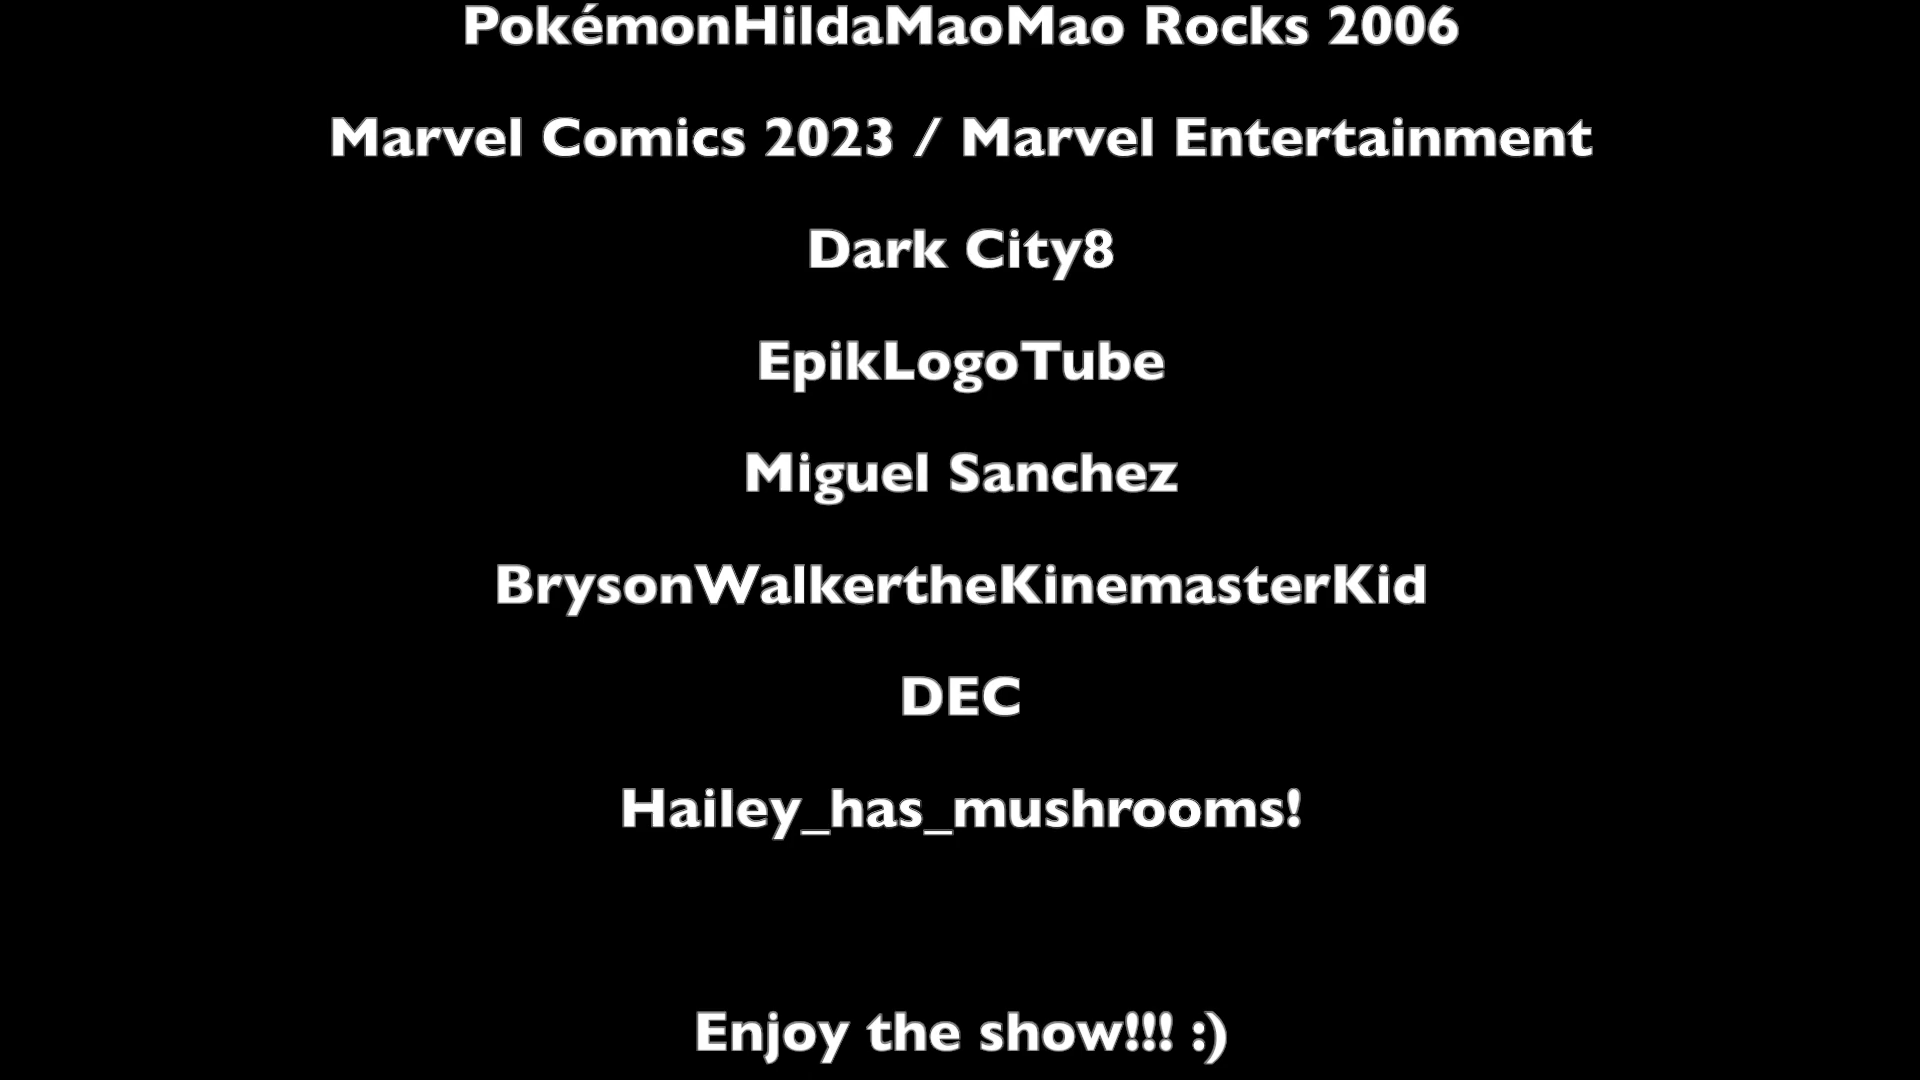 PokémonHildaMaoMao Rocks 2006
Marvel Comics 2023 / Marvel Entertainment
Dark City8
EpikLogoTube
Miguel Sanchez
BrysonWalkertheKinemasterKid
DEC
Hailey_has_mushrooms!
Enjoy the show!!! :)